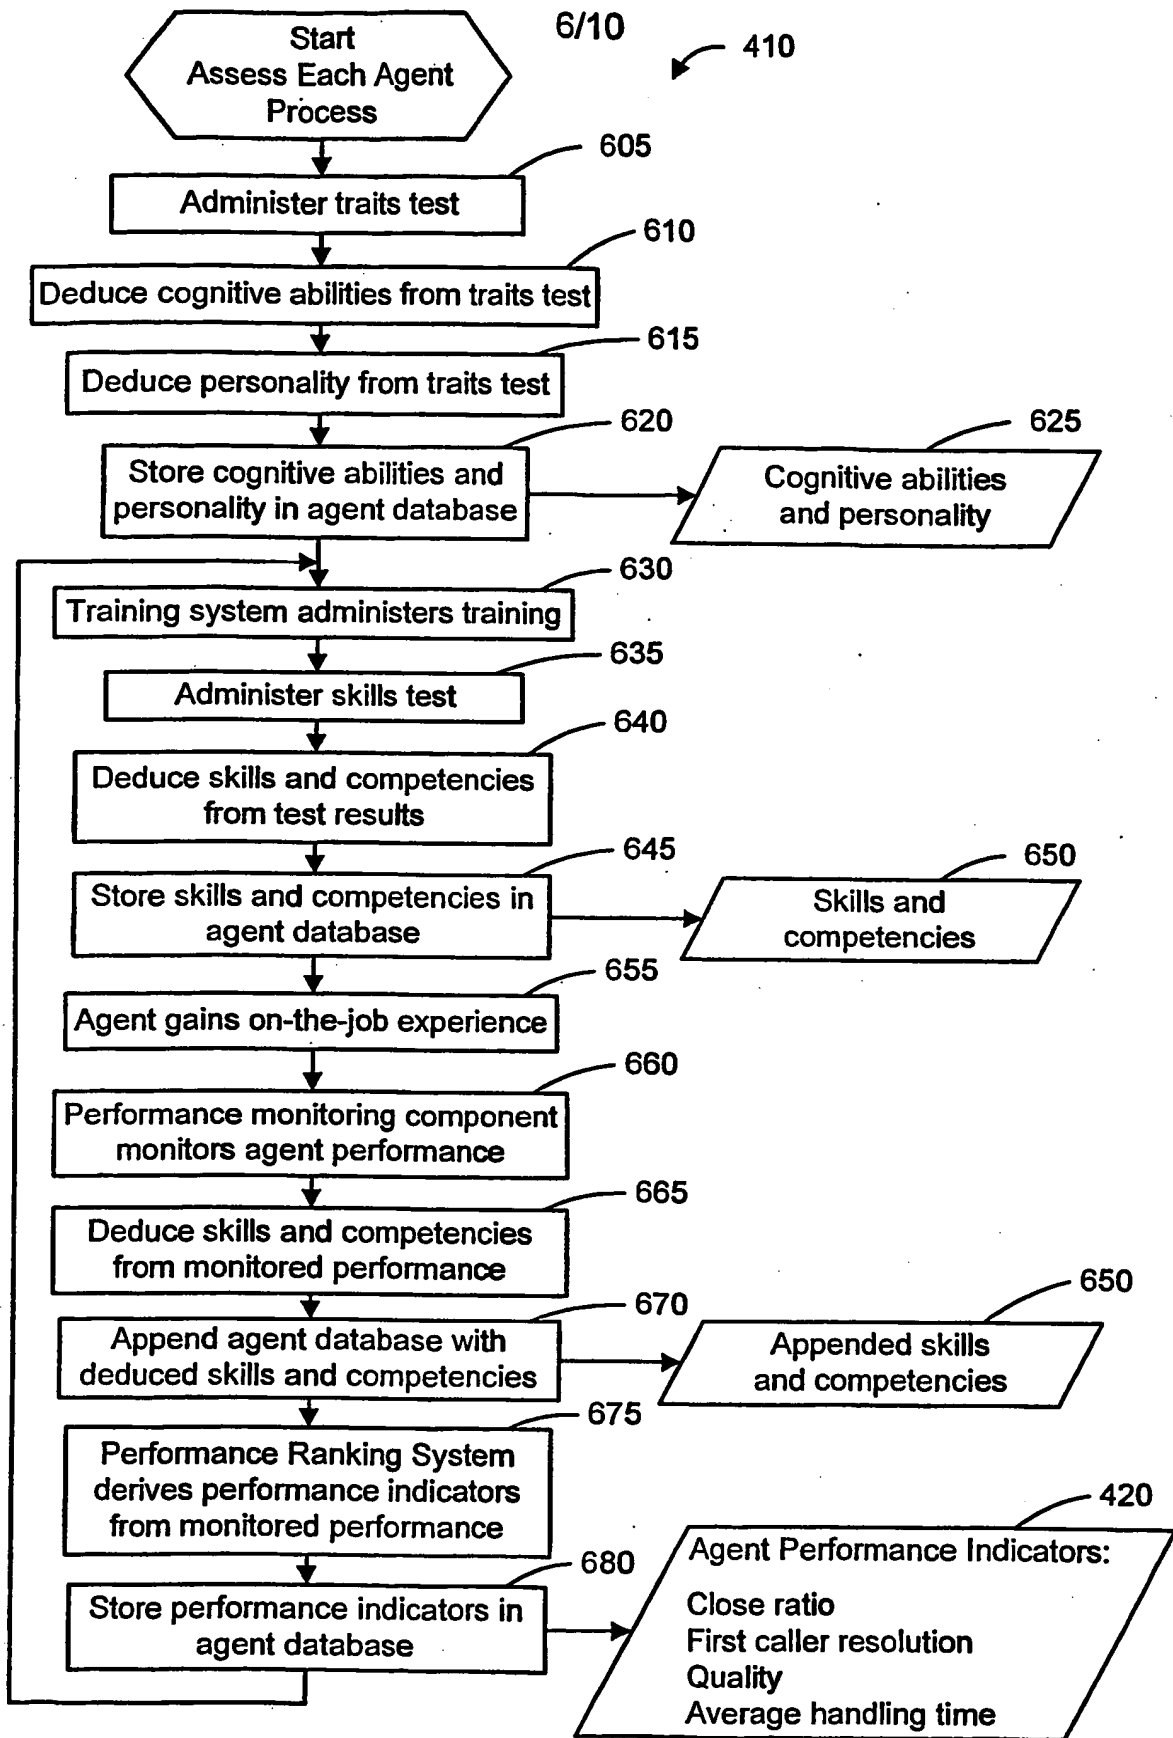 6/10
410
Start
Assess Each Agent
Process
605
Administer traits test
610
Deduce cognitive abilities from traits test
615
Deduce personality from traits test
620
Store cognitive abilities and
personality in agent database
625
Cognitive abilities
and personality
630
Training system administers training
635
Administer skills test
640
Deduce skills and competencies
from test results
645
Store skills and competencies in
agent database
650
Skills and
competencies
655
Agent gains on-the-job experience
660
Performance monitoring component
monitors agent performance
665
Deduce skills and competencies
from monitored performance
670
Append agent database with
deduced skills and competencies
650
Appended skills
and competencies
675
Performance Ranking System
derives performance indicators
from monitored performance
680
Store performance indicators in
agent database
420
Agent Performance Indicators:
Close ratio
First caller resolution
Quality
Average handling time